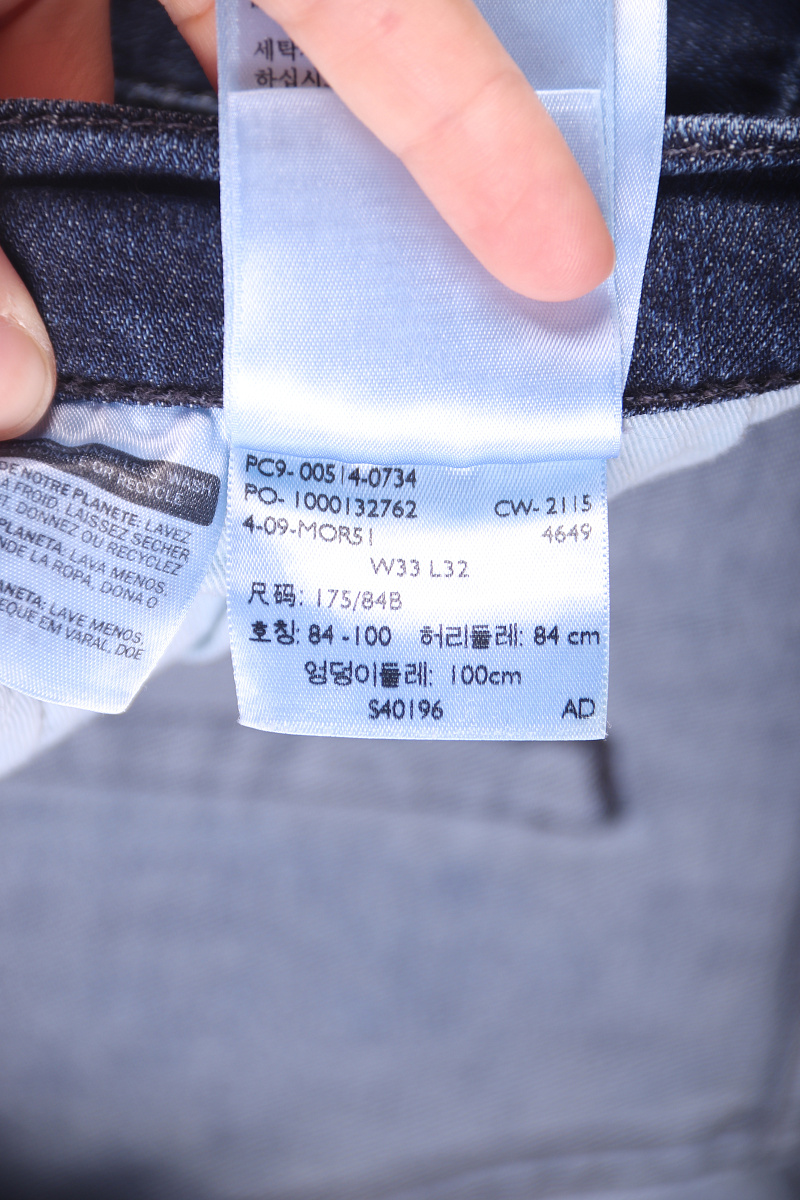 세탁
하십시오
WASH
OR RECYCLE
DE NOTRE PLANETE: LAVEZ
A FROID, LAISSEZ SECHER
DONNEZ OU RECYCLEZ
PLANETA: LAVA MENOS,
LA ROPA, DONA O
LAVE MENOS,
EM VARAL, DOE
PC9-00514-0734
PO-1000132762 CW-2115
4-09-MOR51 4649
W33 L32
尺码: 175/84B
호칭: 84-100 허리둘레: 84 cm
엉덩이둘레: 100cm
S40196 AD